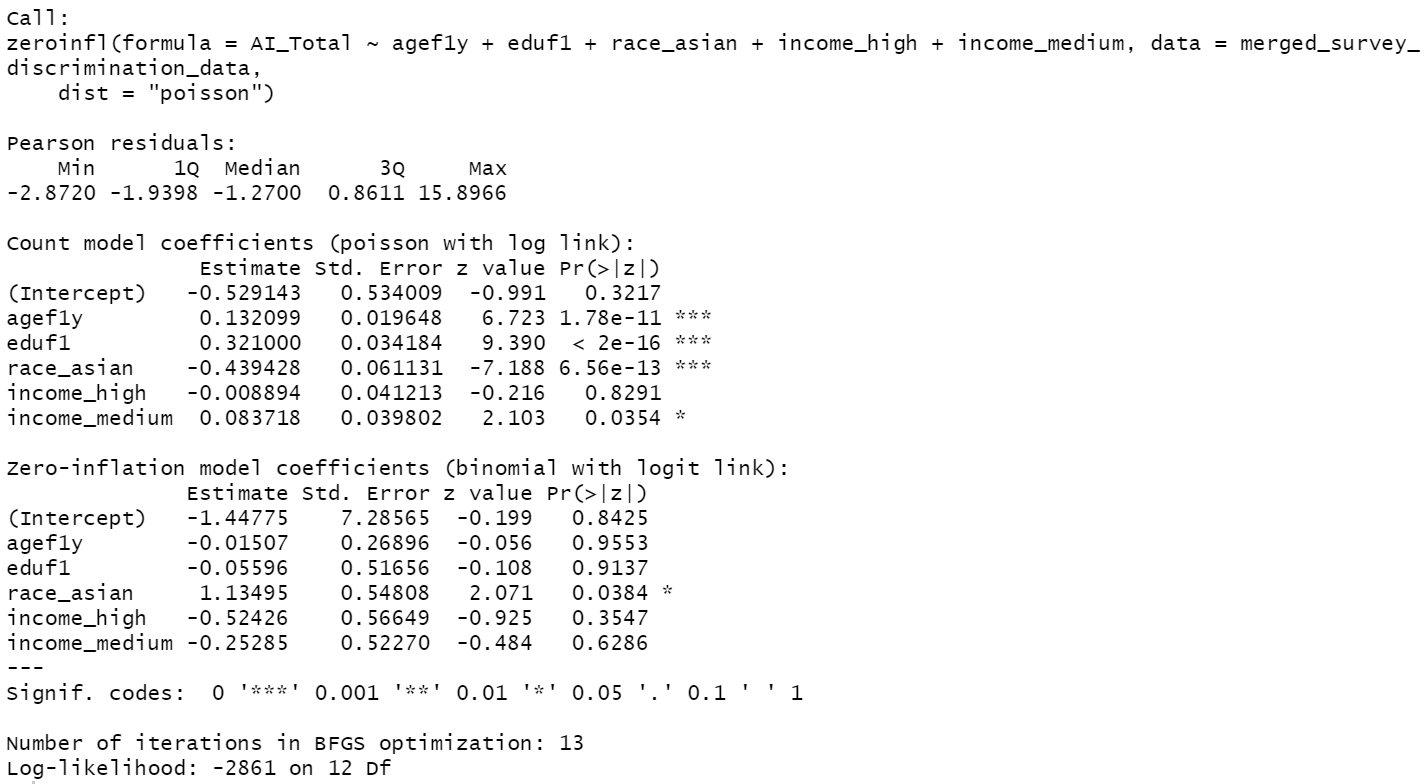 Call:
zeroinfl(formula = AI_Total ~ agef1y + eduf1 + race_asian + income_high + income_medium, data = merged_survey_
discrimination_data,
    dist = "poisson")

Pearson residuals:
    Min      1Q  Median      3Q     Max
-2.8720 -1.9398 -1.2700  0.8611 15.8966

Count model coefficients (poisson with log link):
               Estimate Std. Error z value Pr(>|z|)
(Intercept)   -0.529143   0.534009  -0.991   0.3217
agef1y         0.132099   0.019648   6.723 1.78e-11 ***
eduf1          0.321000   0.034184   9.390  < 2e-16 ***
race_asian    -0.439428   0.061131  -7.188 6.56e-13 ***
income_high   -0.008894   0.041213  -0.216   0.8291
income_medium  0.083718   0.039802   2.103   0.0354 *

Zero-inflation model coefficients (binomial with logit link):
              Estimate Std. Error z value Pr(>|z|)
(Intercept)   -1.44775    7.28565  -0.199   0.8425
agef1y        -0.01507    0.26896  -0.056   0.9553
eduf1         -0.05596    0.51656  -0.108   0.9137
race_asian     1.13495    0.54808   2.071   0.0384 *
income_high   -0.52426    0.56649  -0.925   0.3547
income_medium -0.25285    0.52270  -0.484   0.6286
---
Signif. codes:  0 '***' 0.001 '**' 0.01 '*' 0.05 '.' 0.1 ' ' 1

Number of iterations in BFGS optimization: 13
Log-likelihood: -2861 on 12 Df